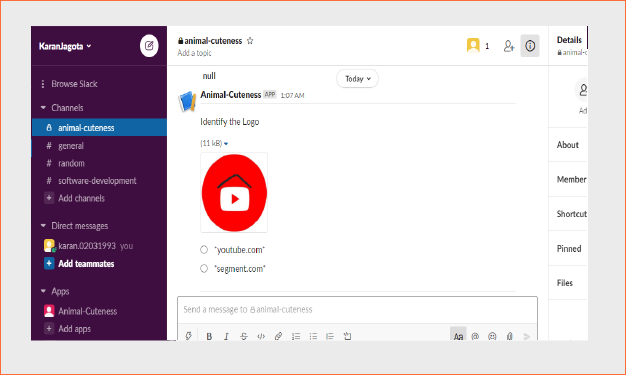 KaranJagota
Browse Slack
Channels
animal-cuteness
# general
# random
# software-development
+ Add channels
Direct messages
karan.02031993 you
+ Add teammates
Apps
Animal-Cuteness
+ Add apps
animal-cuteness
Add a topic
1
null
Today
Animal-Cuteness APP 1:07 AM
Identify the Logo
(11 kB)
*youtube.com*
*segment.com*
Send a message to animal-cuteness
B I S </> Aa @
Details
animal-c
Ad
About
Member
Shortcut
Pinned
Files